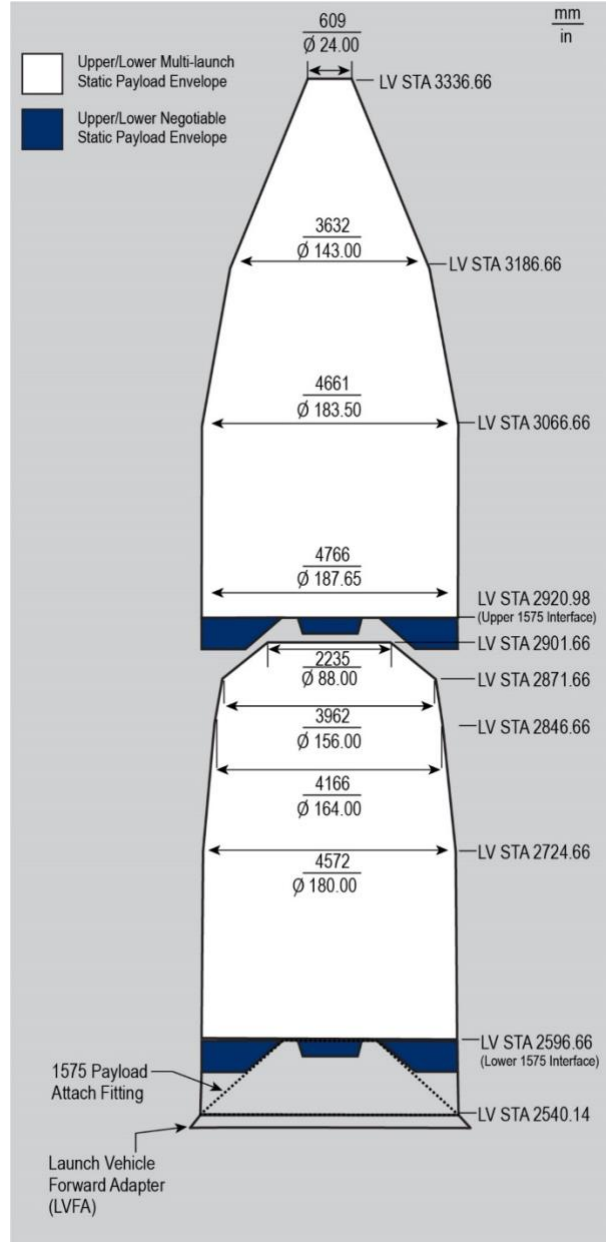 mm
in
609
Ø 24.00
Upper/Lower Multi-launch
Static Payload Envelope
LV STA 3336.66
Upper/Lower Negotiable
Static Payload Envelope
3632
Ø 143.00
LV STA 3186.66
4661
Ø 183.50
LV STA 3066.66
4766
Ø 187.65
LV STA 2920.98
(Upper 1575 Interface)
LV STA 2901.66
2235
Ø 88.00
LV STA 2871.66
3962
Ø 156.00
LV STA 2846.66
4166
Ø 164.00
LV STA 2724.66
4572
Ø 180.00
LV STA 2596.66
(Lower 1575 Interface)
1575 Payload
Attach Fitting
LV STA 2540.14
Launch Vehicle
Forward Adapter
(LVFA)